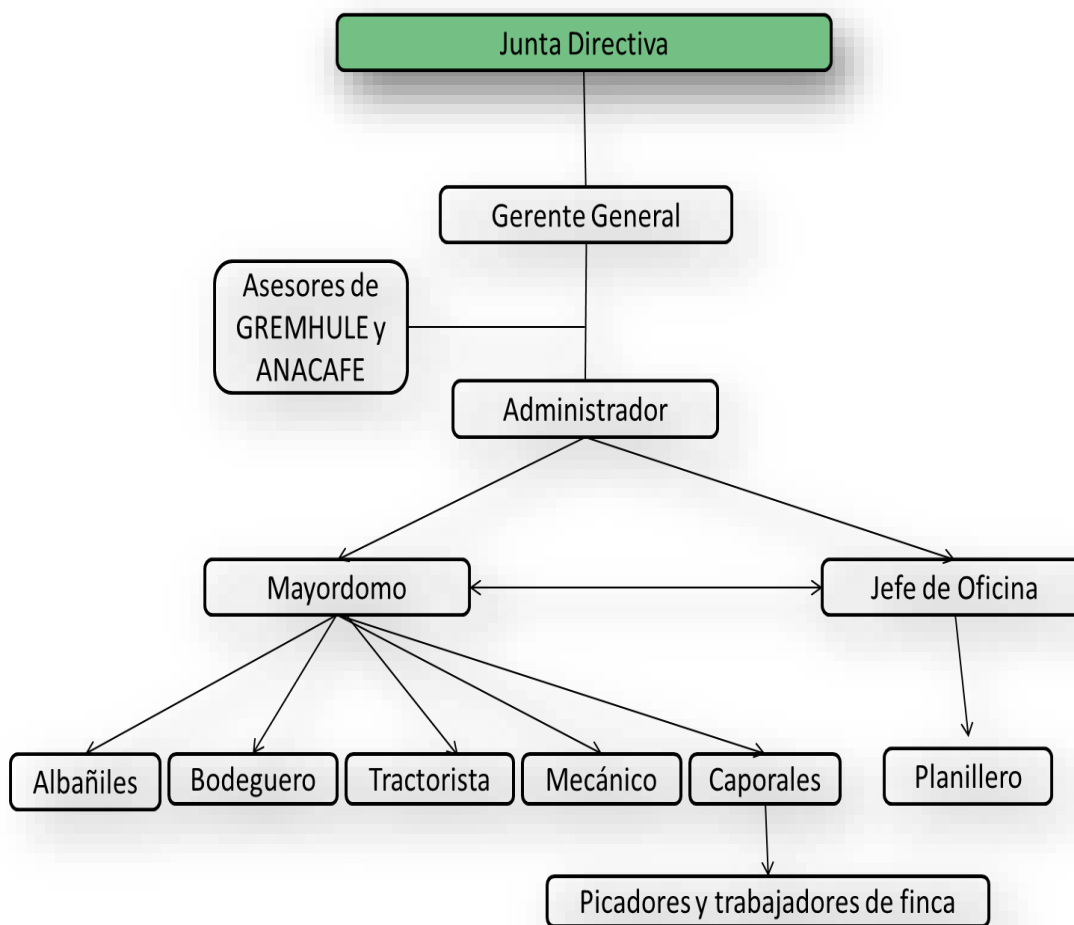 Junta Directiva
Gerente General
Asesores de
GREMHULE y
ANACAFE
Administrador
Mayordomo
Jefe de Oficina
Albañiles
Bodeguero
Tractorista
Mecánico
Caporales
Planillero
Picadores y trabajadores de finca